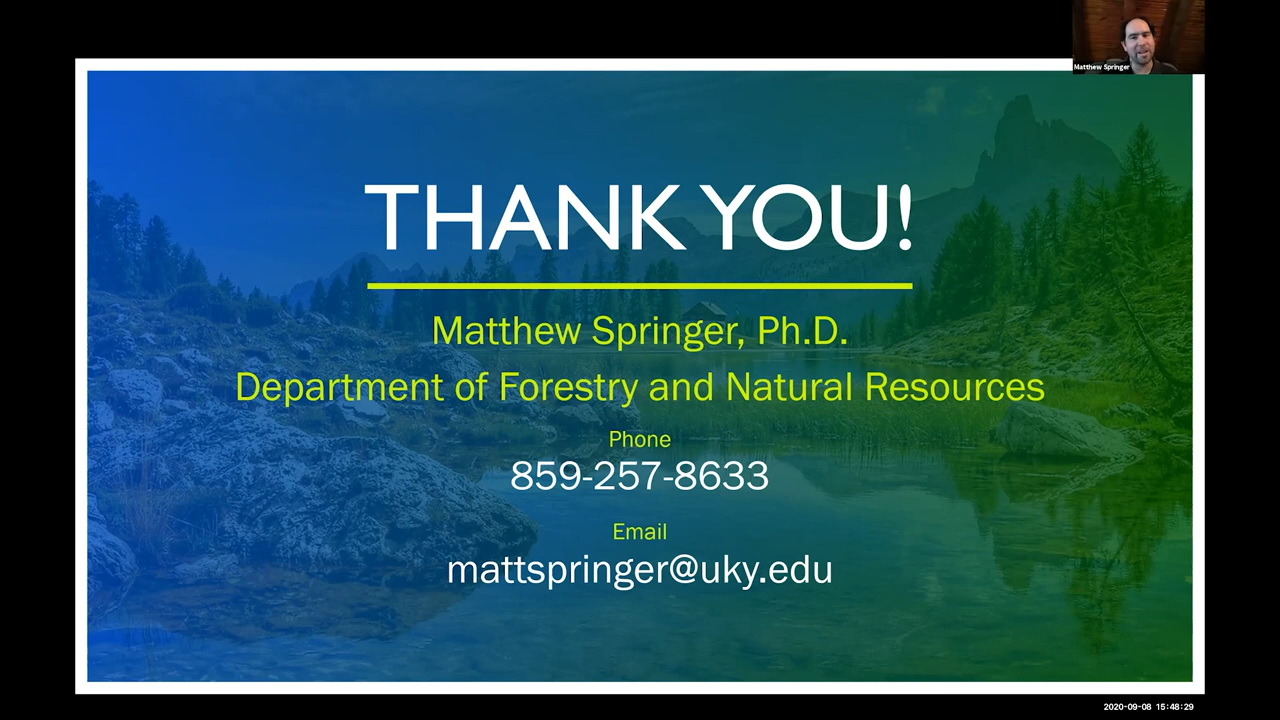 Matthew Springer
THANK YOU!
Matthew Springer, Ph.D.
Department of Forestry and Natural Resources
Phone
859-257-8633
Email
mattspringer@uky.edu
2020-09-08 15:48:29